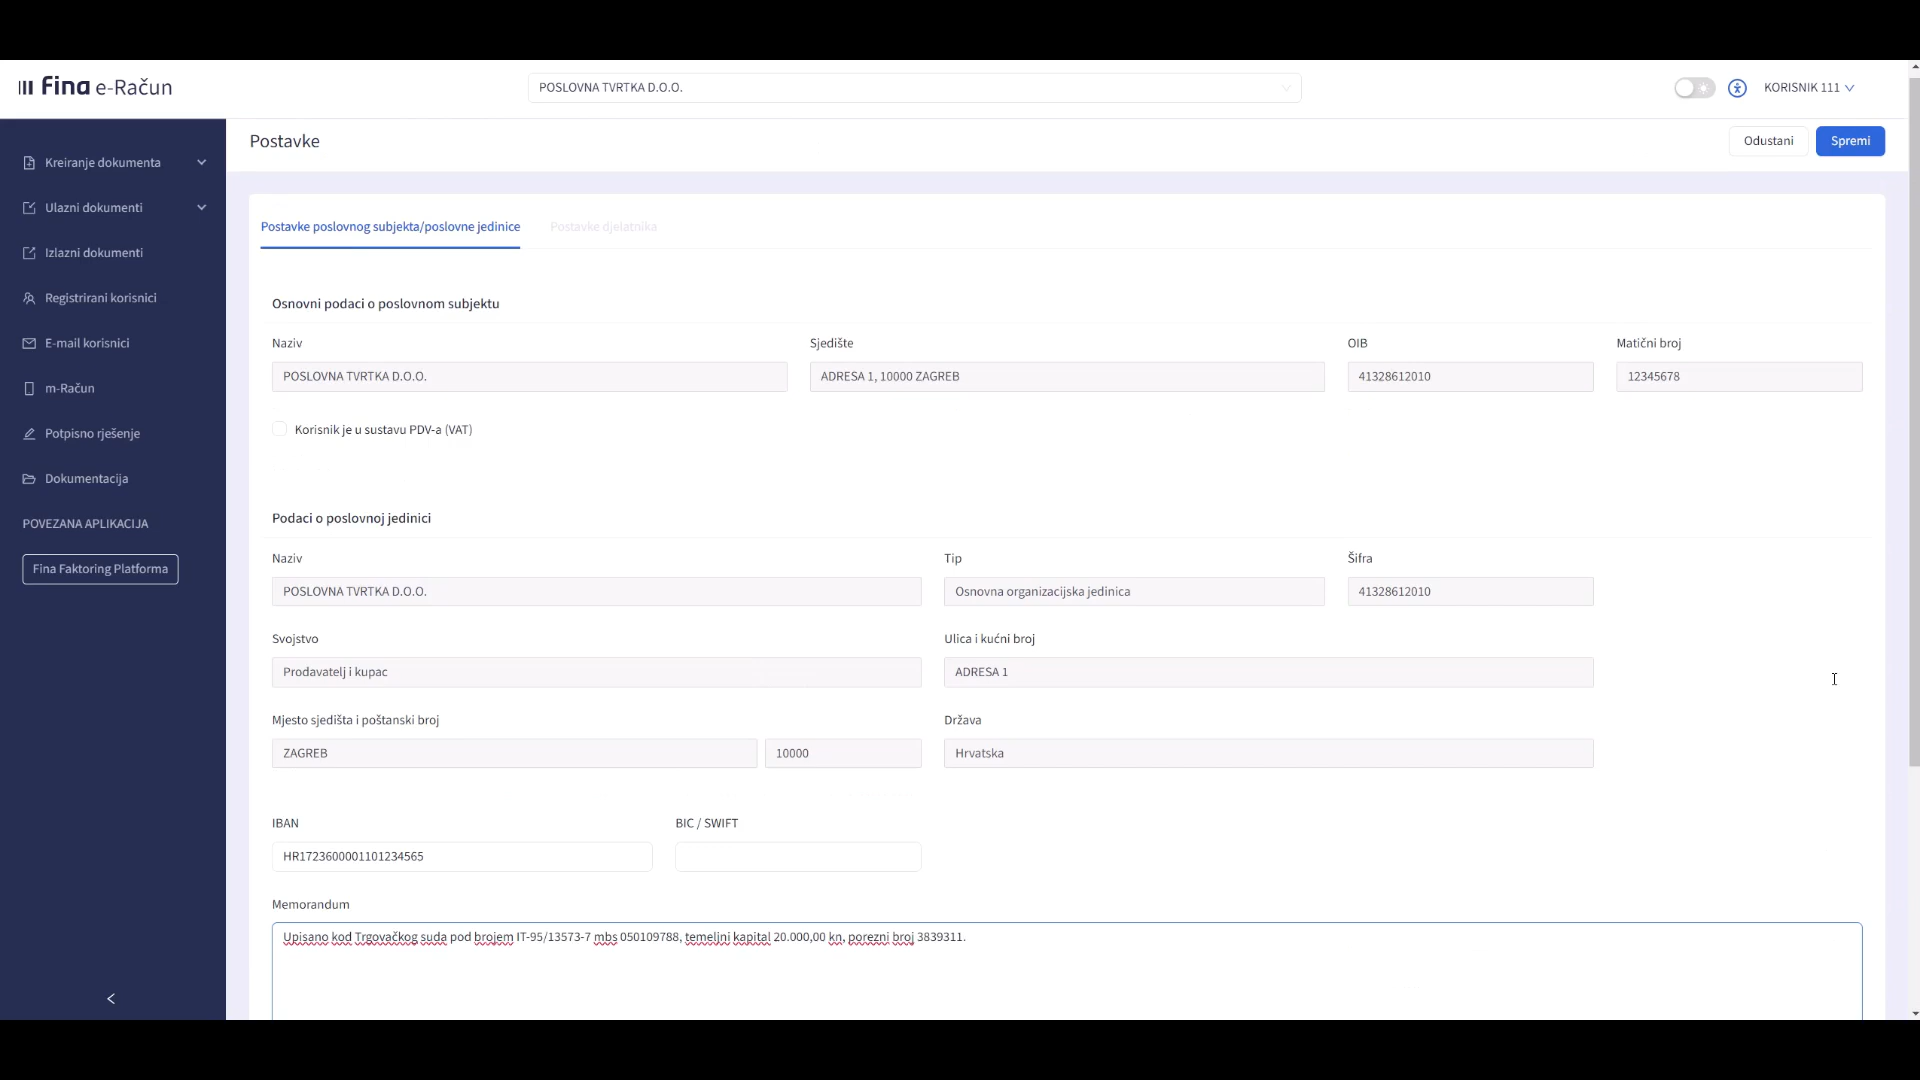 fina e-Račun
POSLOVNA TVRTKA D.O.O.
KORISNIK 111
Kreiranje dokumenta
Ulazni dokumenti
Izlazni dokumenti
Registrirani korisnici
E-mail korisnici
m-Račun
Potpisno rješenje
Dokumentacija
POVEZANA APLIKACIJA
Fina Faktoring Platforma
Postavke
Odustani
Spremi
Postavke poslovnog subjekta/poslovne jedinice
Postavke djelatnika
Osnovni podaci o poslovnom subjektu
Naziv
Sjedište
OIB
Matični broj
POSLOVNA TVRTKA D.O.O.
ADRESA 1, 10000 ZAGREB
41328612010
12345678
Korisnik je u sustavu PDV-a (VAT)
Podaci o poslovnoj jedinici
Naziv
Tip
Šifra
POSLOVNA TVRTKA D.O.O.
Osnovna organizacijska jedinica
41328612010
Svojstvo
Ulica i kućni broj
Prodavatelj i kupac
ADRESA 1
Mjesto sjedišta i poštanski broj
Država
ZAGREB
10000
Hrvatska
IBAN
BIC / SWIFT
HR1723600001101234565
Memorandum
Upisano kod Trgovačkog suda pod brojem IT-95/13573-7 mbs 050109788, temeljni kapital 20.000,00 kn, porezni broj 3839311.